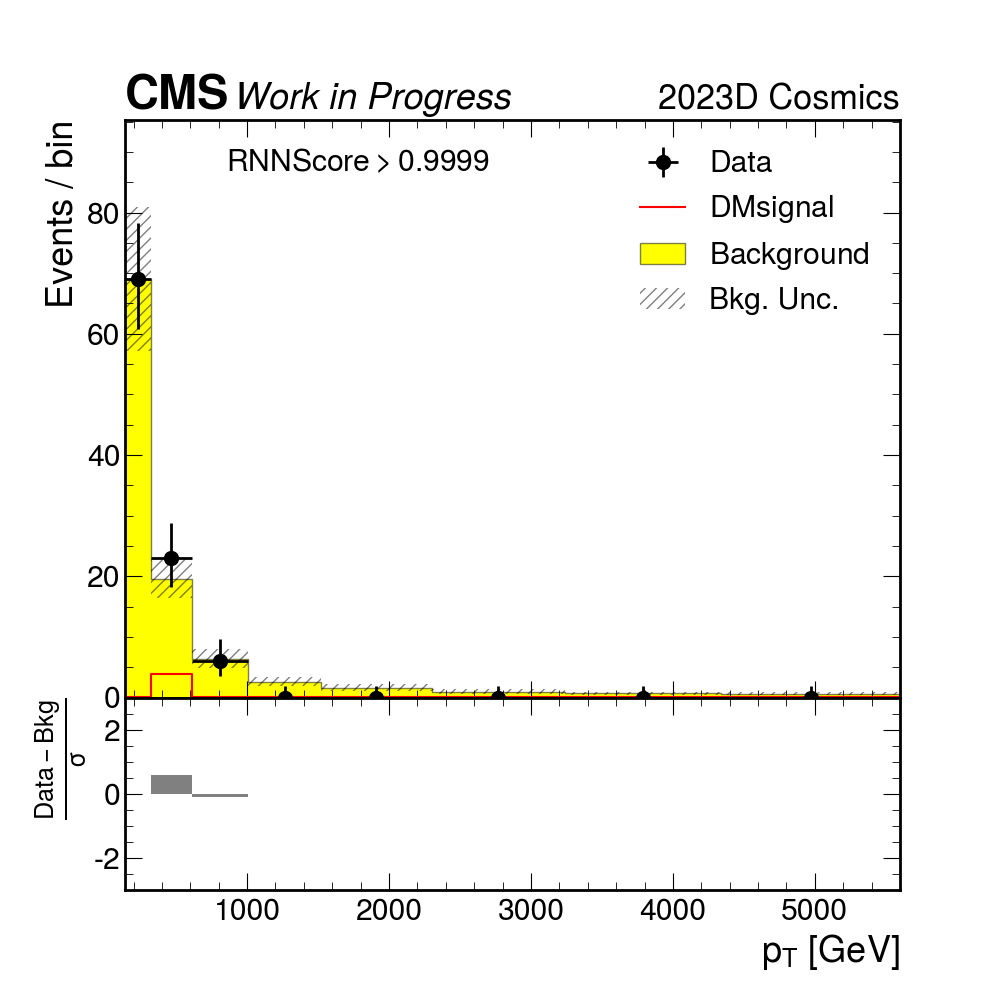 CMS Work in Progress 2023D Cosmics
RNNScore > 0.9999
Data
DMsignal
Background
Bkg. Unc.
Events / bin
80
60
40
20
0
Data – Bkg
σ
2
0
-2
1000 2000 3000 4000 5000
p_T [GeV]